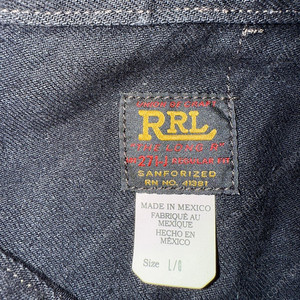 RRL
"THE LONG B"
SANFORIZED
RN NO. 41381
MADE IN MEXICO
FABRIQUÉ AU
MEXIQUE
HECHO EN
MÉXICO
Size L/G